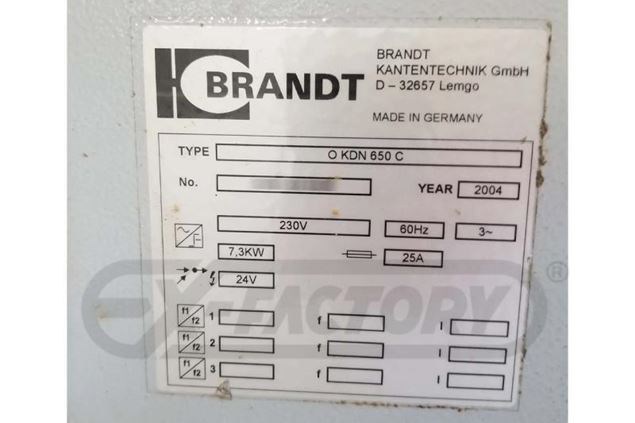 BRANDT
BRANDT
KANTENTECHNIK GmbH
D – 32657 Lemgo
MADE IN GERMANY
TYPE O KDN 650 C
No. YEAR 2004
230V 60Hz 3~
7,3KW 25A
24V
f1 f2 1 f I
f1 f2 2 f I
f1 f2 3 f I
EX-FACTORY®